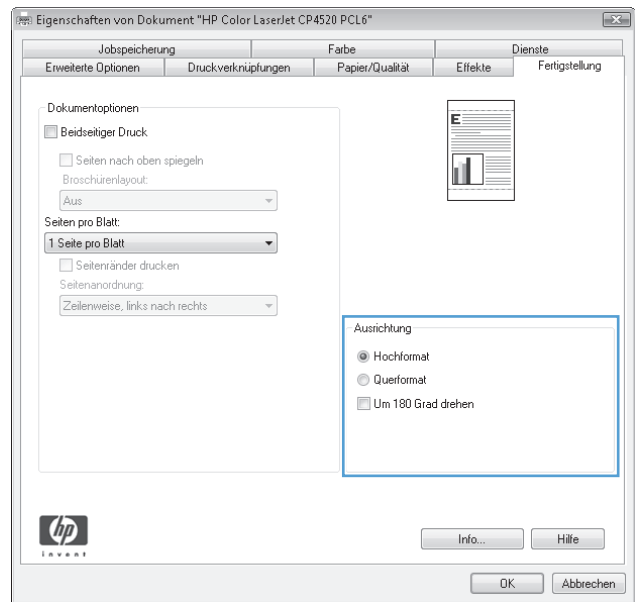 Eigenschaften von Dokument "HP Color LaserJet CP4520 PCL6"
Jobspeicherung Farbe Dienste
Erweiterte Optionen Druckverknüpfungen Papier/Qualität Effekte Fertigstellung
Dokumentoptionen
Beidseitiger Druck
Seiten nach oben spiegeln
Broschürenlayout:
Aus
Seiten pro Blatt:
1 Seite pro Blatt
Seitenränder drucken
Seitenanordnung:
Zeilenweise, links nach rechts
E
Ausrichtung
Hochformat
Querformat
Um 180 Grad drehen
hp
invent
Info... Hilfe
OK Abbrechen